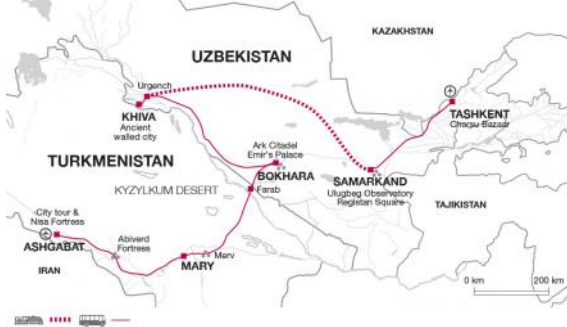 KAZAKHSTAN
UZBEKISTAN
Urgench
KHIVA
Ancient
walled city
TASHKENT
Chorsu Bazaar
Ark Citadel
Emir's Palace
BOKHARA
TURKMENISTAN
SAMARKAND
Ulugbeg Observatory
Registan Square
KYZYLKUM DESERT
Farab
TAJIKISTAN
City tour &
Nisa Fortress
ASHGABAT
Abiverd
Fortress
Merv
MARY
IRAN
0 km
200 km